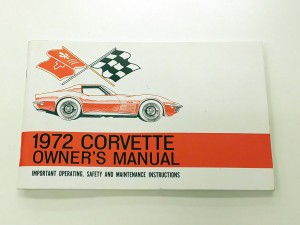 1972 CORVETTE
OWNER'S MANUAL
IMPORTANT OPERATING, SAFETY AND MAINTENANCE INSTRUCTIONS